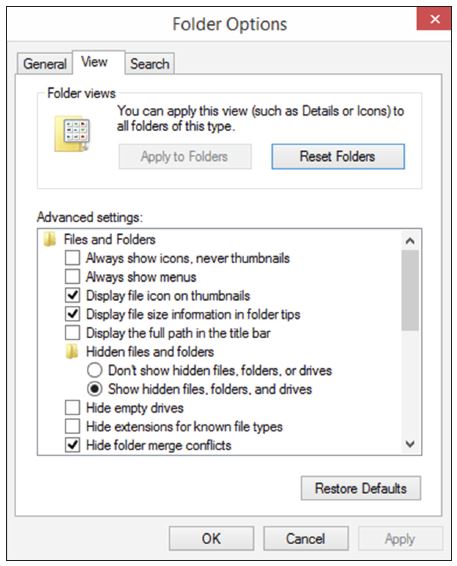 Folder Options
General
View
Search
Folder views
You can apply this view (such as Details or Icons) to
all folders of this type.
Apply to Folders
Reset Folders
Advanced settings:
Files and Folders
Always show icons, never thumbnails
Always show menus
Display file icon on thumbnails
Display file size information in folder tips
Display the full path in the title bar
Hidden files and folders
Don't show hidden files, folders, or drives
Show hidden files, folders, and drives
Hide empty drives
Hide extensions for known file types
Hide folder merge conflicts
Restore Defaults
OK
Cancel
Apply